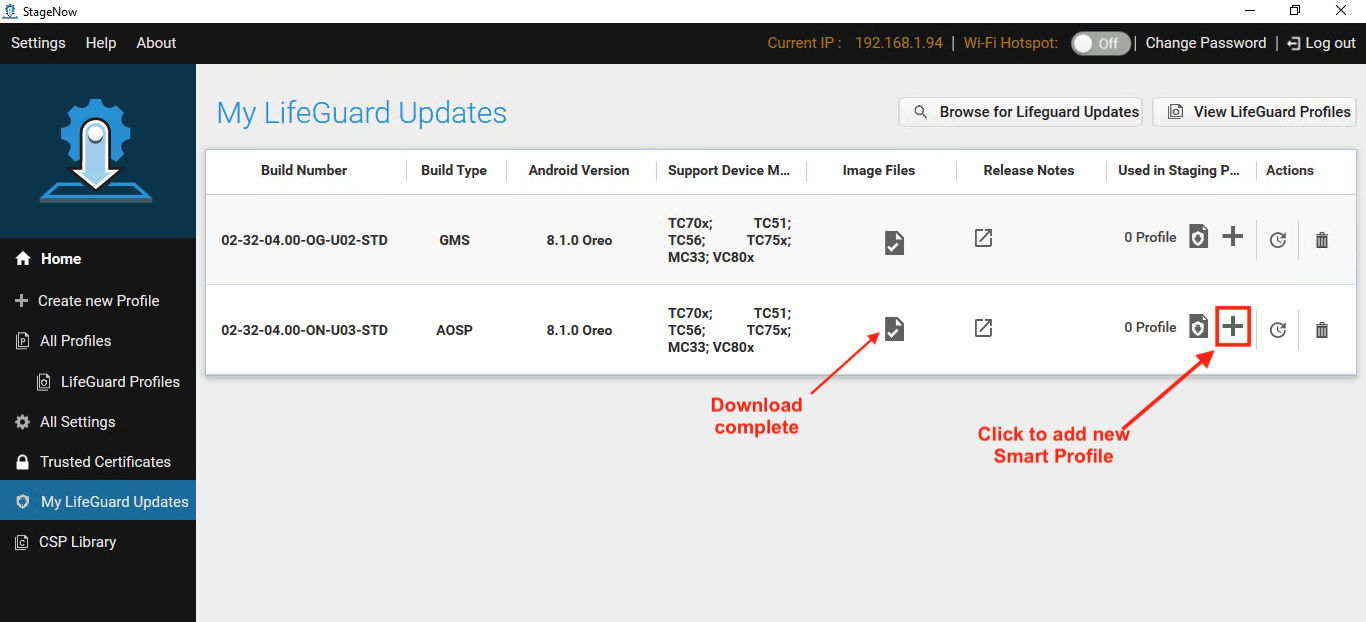 StageNow
Settings Help About
Current IP : 192.168.1.94 | Wi-Fi Hotspot: Off | Change Password | Log out
My LifeGuard Updates
Browse for Lifeguard Updates
View LifeGuard Profiles
Build Number Build Type Android Version Support Device M... Image Files Release Notes Used in Staging P... Actions
02-32-04.00-OG-U02-STD GMS 8.1.0 Oreo
TC70x; TC51;
TC56; TC75x;
MC33; VC80x
0 Profile
02-32-04.00-ON-U03-STD AOSP 8.1.0 Oreo
TC70x; TC51;
TC56; TC75x;
MC33; VC80x
0 Profile
Download
complete
Click to add new
Smart Profile
Home
Create new Profile
All Profiles
LifeGuard Profiles
All Settings
Trusted Certificates
My LifeGuard Updates
CSP Library